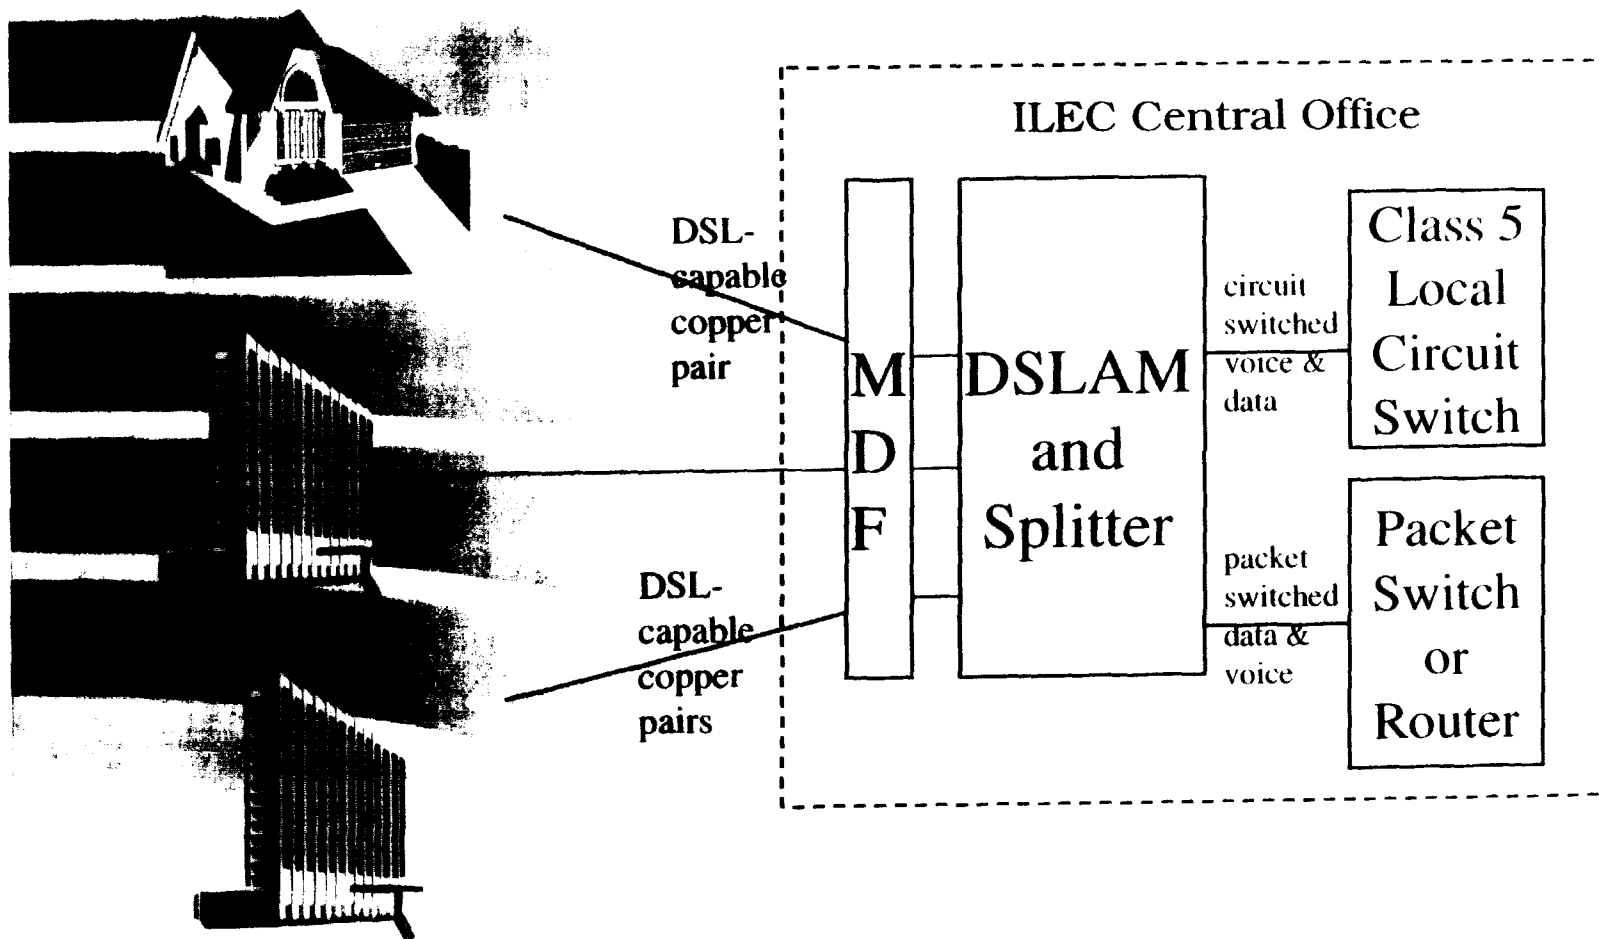 ILEC Central Office
DSL-
capable
copper
pair
M
D
F
DSLAM
and
Splitter
circuit
switched
voice &
data
Class 5
Local
Circuit
Switch
DSL-
capable
copper
pairs
packet
switched
data &
voice
Packet
Switch
or
Router